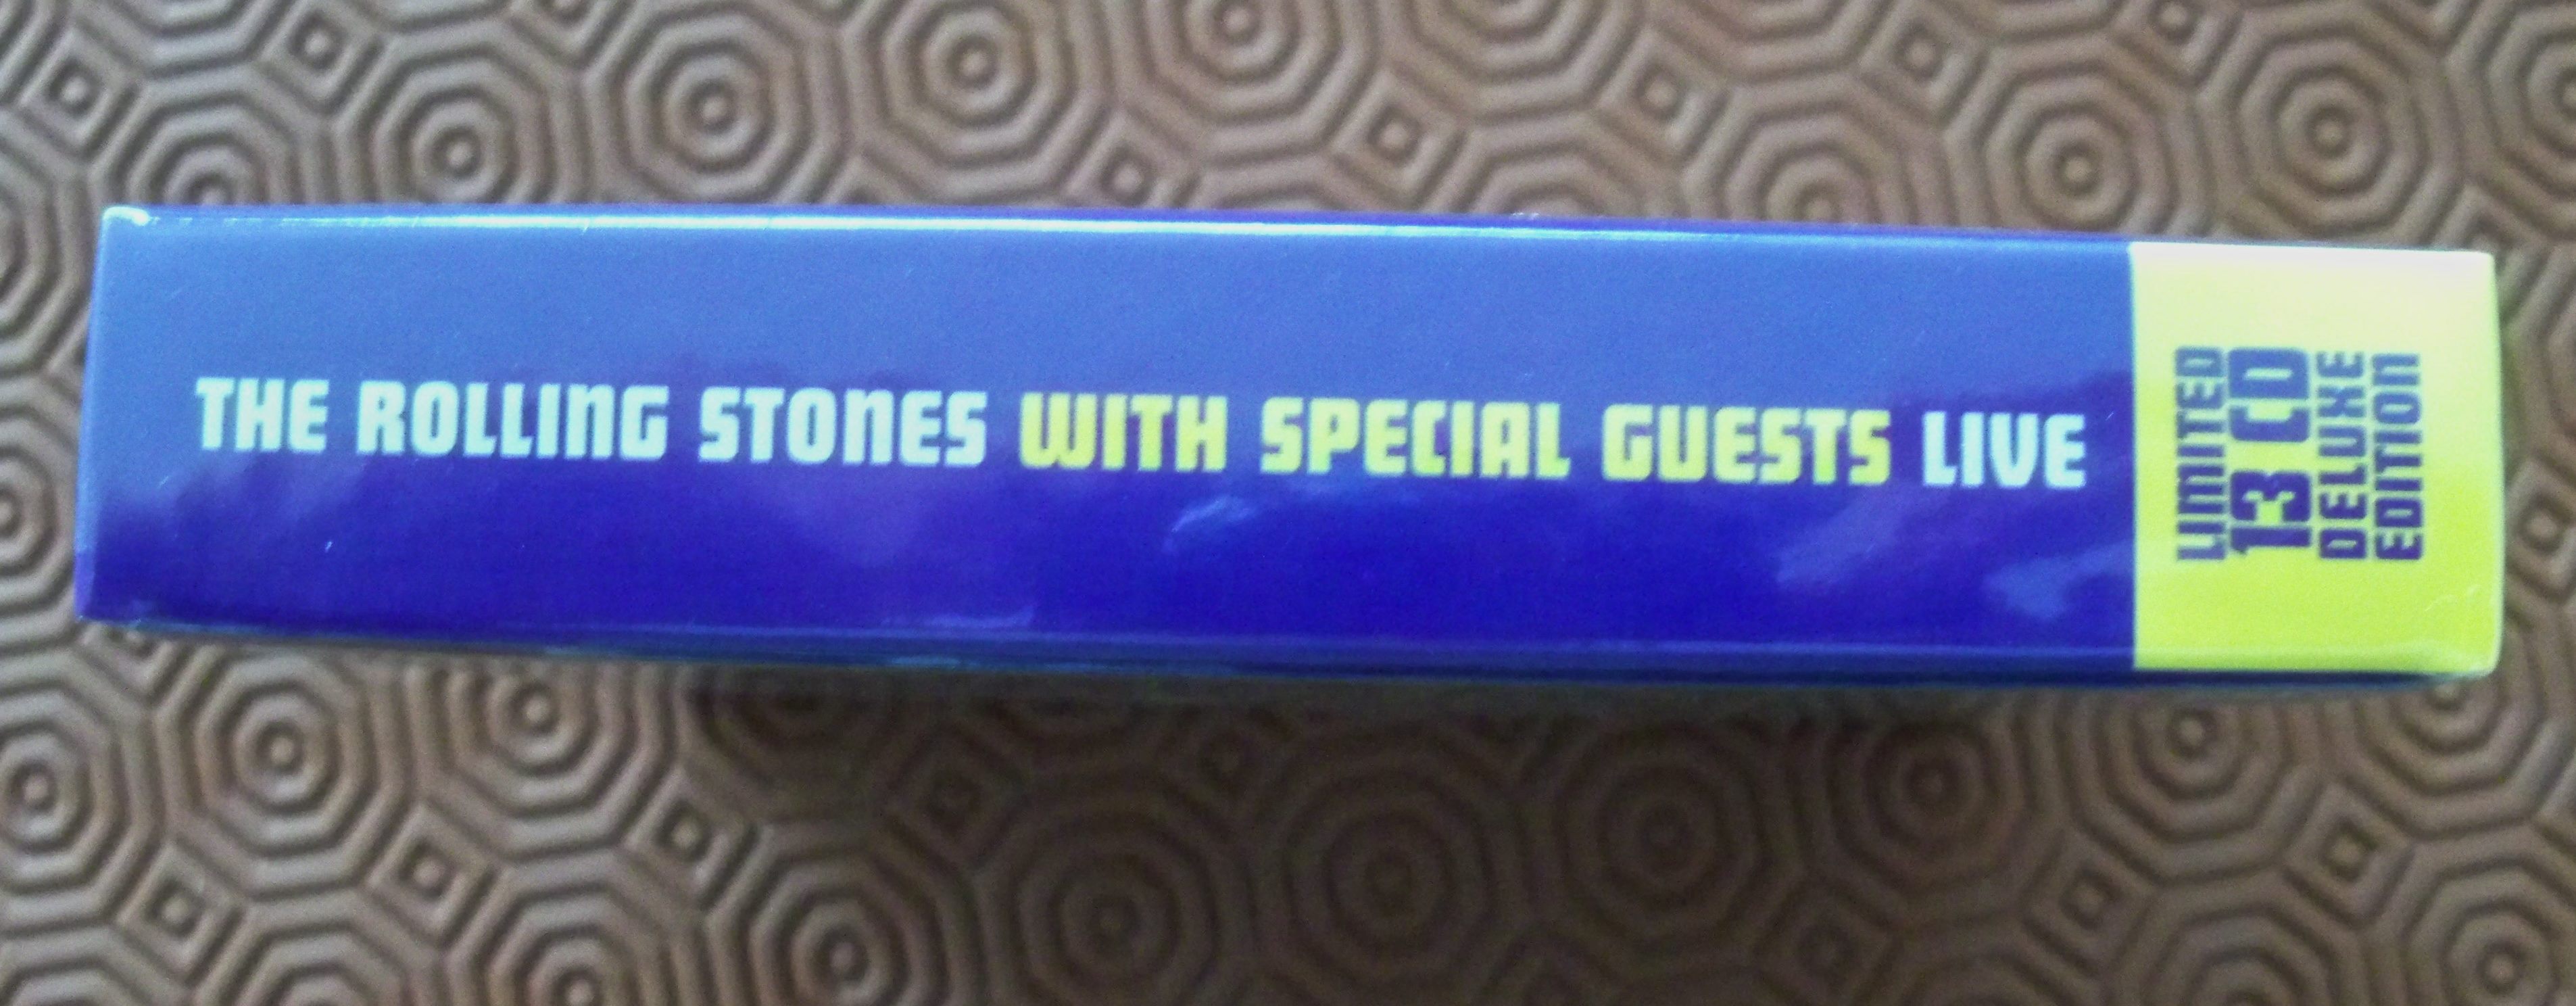 THE ROLLING STONES WITH SPECIAL GUESTS LIVE
LIMITED
13 CD
DELUXE
EDITION